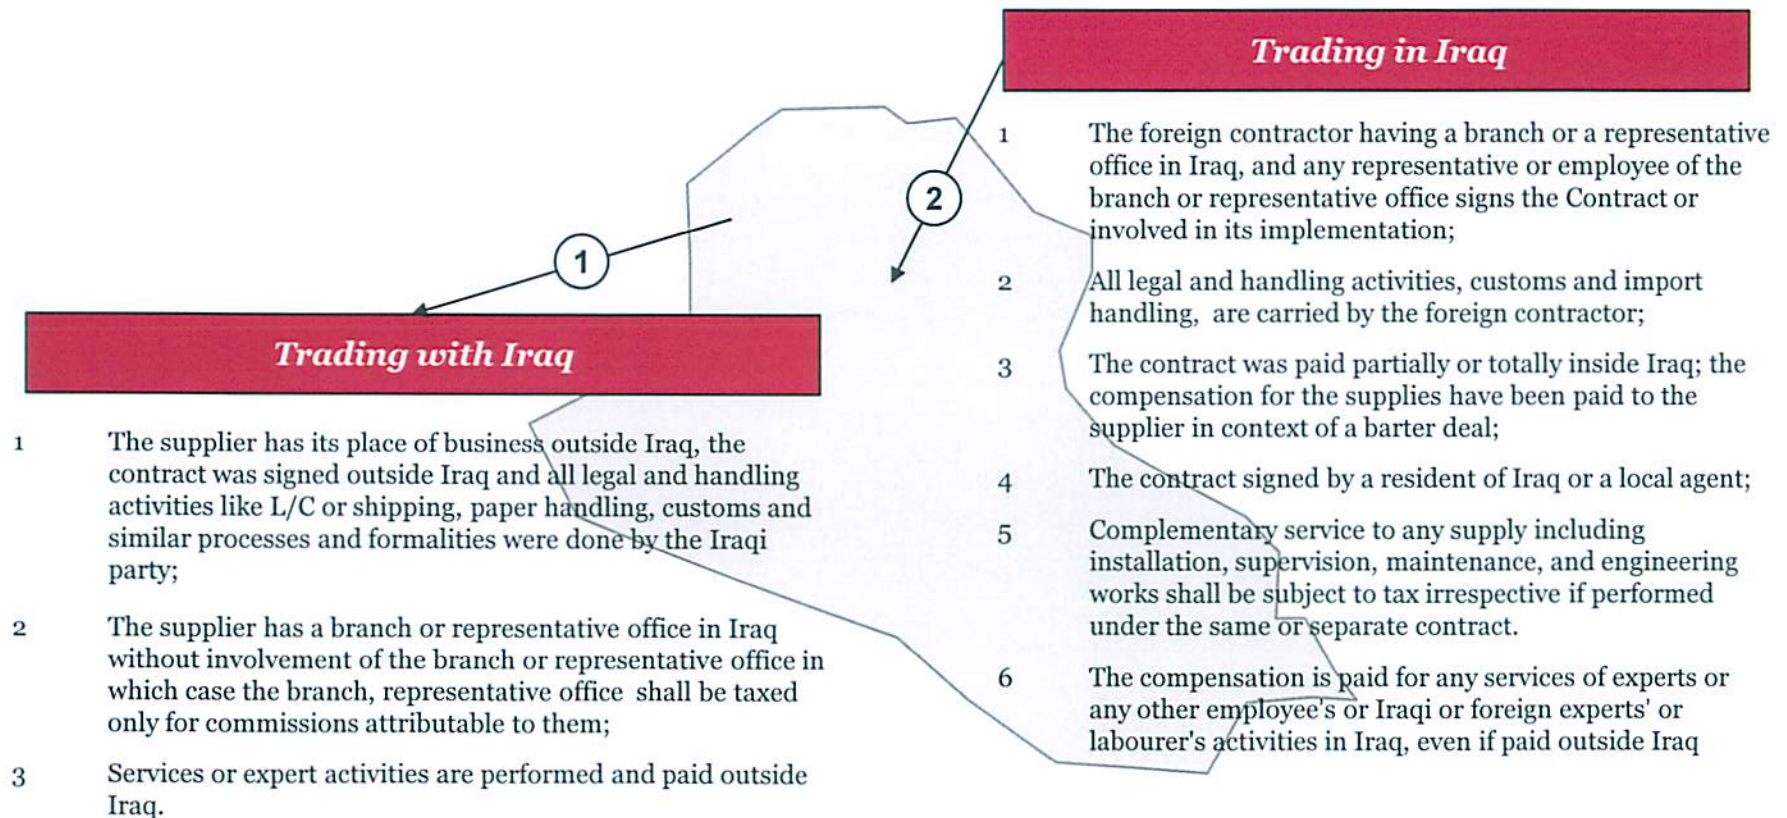 Trading in Iraq
1 The foreign contractor having a branch or a representative
office in Iraq, and any representative or employee of the
branch or representative office signs the Contract or
involved in its implementation;
2 All legal and handling activities, customs and import
handling, are carried by the foreign contractor;
3 The contract was paid partially or totally inside Iraq; the
compensation for the supplies have been paid to the
supplier in context of a barter deal;
4 The contract signed by a resident of Iraq or a local agent;
5 Complementary service to any supply including
installation, supervision, maintenance, and engineering
works shall be subject to tax irrespective if performed
under the same or separate contract.
6 The compensation is paid for any services of experts or
any other employee's or Iraqi or foreign experts' or
labourer's activities in Iraq, even if paid outside Iraq
2
1
Trading with Iraq
1 The supplier has its place of business outside Iraq, the
contract was signed outside Iraq and all legal and handling
activities like L/C or shipping, paper handling, customs and
similar processes and formalities were done by the Iraqi
party;
2 The supplier has a branch or representative office in Iraq
without involvement of the branch or representative office in
which case the branch, representative office shall be taxed
only for commissions attributable to them;
3 Services or expert activities are performed and paid outside
Iraq.